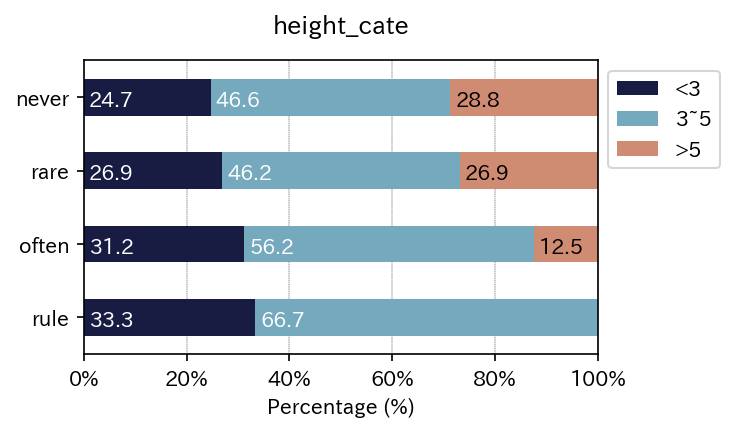 height_cate
never 24.7 46.6 28.8
rare 26.9 46.2 26.9
often 31.2 56.2 12.5
rule 33.3 66.7
0% 20% 40% 60% 80% 100%
Percentage (%)
<3
3~5
>5